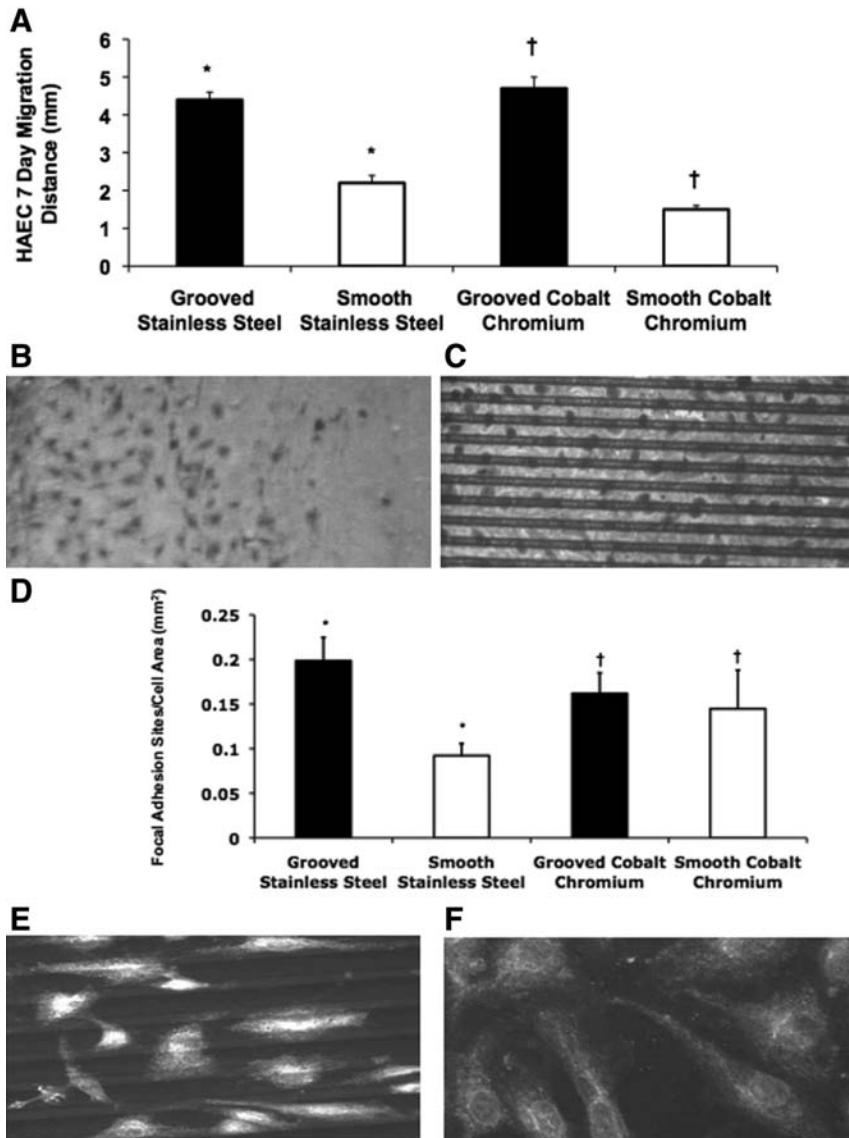 A
HAEC 7 Day Migration
Distance (mm)
6
5
4
3
2
1
0
*
*
†
†
Grooved
Stainless Steel
Smooth
Stainless Steel
Grooved Cobalt
Chromium
Smooth Cobalt
Chromium
B
C
D
Focal Adhesion Sites/Cell Area (mm²)
0.25
0.2
0.15
0.1
0.05
0
*
*
†
†
Grooved
Stainless Steel
Smooth
Stainless Steel
Grooved Cobalt
Chromium
Smooth Cobalt
Chromium
E
F